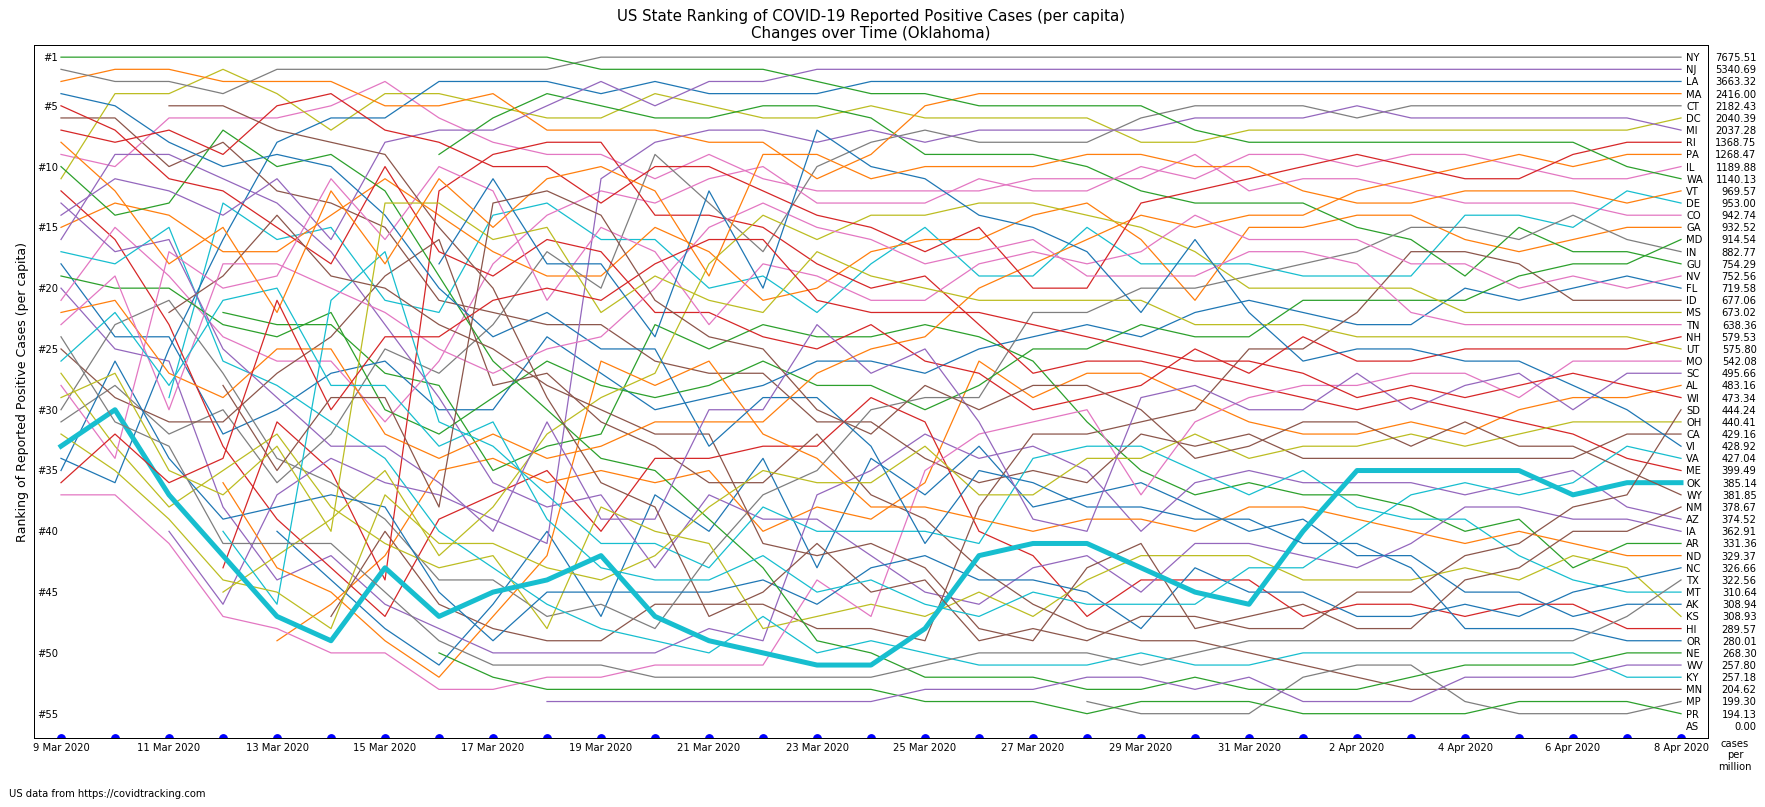 US State Ranking of COVID-19 Reported Positive Cases (per capita)
Changes over Time (Oklahoma)
Ranking of Reported Positive Cases (per capita)
#1
#5
#10
#15
#20
#25
#30
#35
#40
#45
#50
#55
NY 7675.51
NJ 5340.69
LA 3663.32
MA 2416.00
CT 2182.43
DC 2040.39
MI 2037.28
RI 1368.75
PA 1268.47
IL 1189.88
WA 1140.13
VT 969.57
DE 953.00
CO 942.74
GA 932.52
MD 914.54
IN 882.77
GU 754.29
NV 752.56
FL 719.58
ID 677.06
MS 673.02
TN 638.36
NH 579.53
UT 575.80
MO 542.08
SC 495.66
AL 483.16
WI 473.34
SD 444.24
OH 440.41
CA 429.16
VI 428.92
VA 427.04
ME 399.49
OK 385.14
WY 381.85
NM 378.67
AZ 374.52
IA 362.91
AR 331.36
ND 329.37
NC 326.66
TX 322.56
MT 310.64
AK 308.94
KS 308.93
HI 289.57
OR 280.01
NE 268.30
WV 257.80
KY 257.18
MN 204.62
MP 199.30
PR 194.13
AS 0.00
9 Mar 2020 11 Mar 2020 13 Mar 2020 15 Mar 2020 17 Mar 2020 19 Mar 2020 21 Mar 2020 23 Mar 2020 25 Mar 2020 27 Mar 2020 29 Mar 2020 31 Mar 2020 2 Apr 2020 4 Apr 2020 6 Apr 2020 8 Apr 2020
cases
per
million
US data from https://covidtracking.com